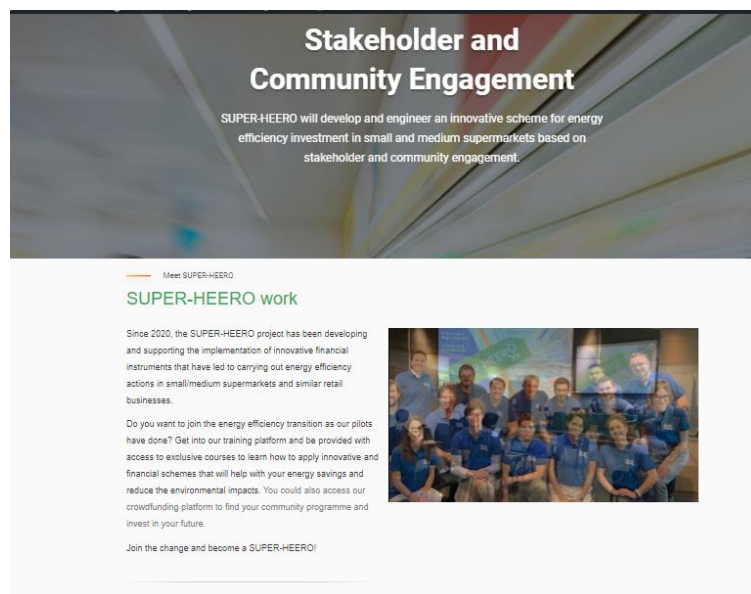 Stakeholder and
Community Engagement
SUPER-HEERO will develop and engineer an innovative scheme for energy
efficiency investment in small and medium supermarkets based on
stakeholder and community engagement.
Meet SUPER-HEERO
SUPER-HEERO work
Since 2020, the SUPER-HEERO project has been developing
and supporting the implementation of innovative financial
instruments that have led to carrying out energy efficiency
actions in small/medium supermarkets and similar retail
businesses.
Do you want to join the energy efficiency transition as our pilots
have done? Get into our training platform and be provided with
access to exclusive courses to learn how to apply innovative and
financial schemes that will help with your energy savings and
reduce the environmental impacts. You could also access our
crowdfunding platform to find your community programme and
invest in your future.
Join the change and become a SUPER-HEERO!